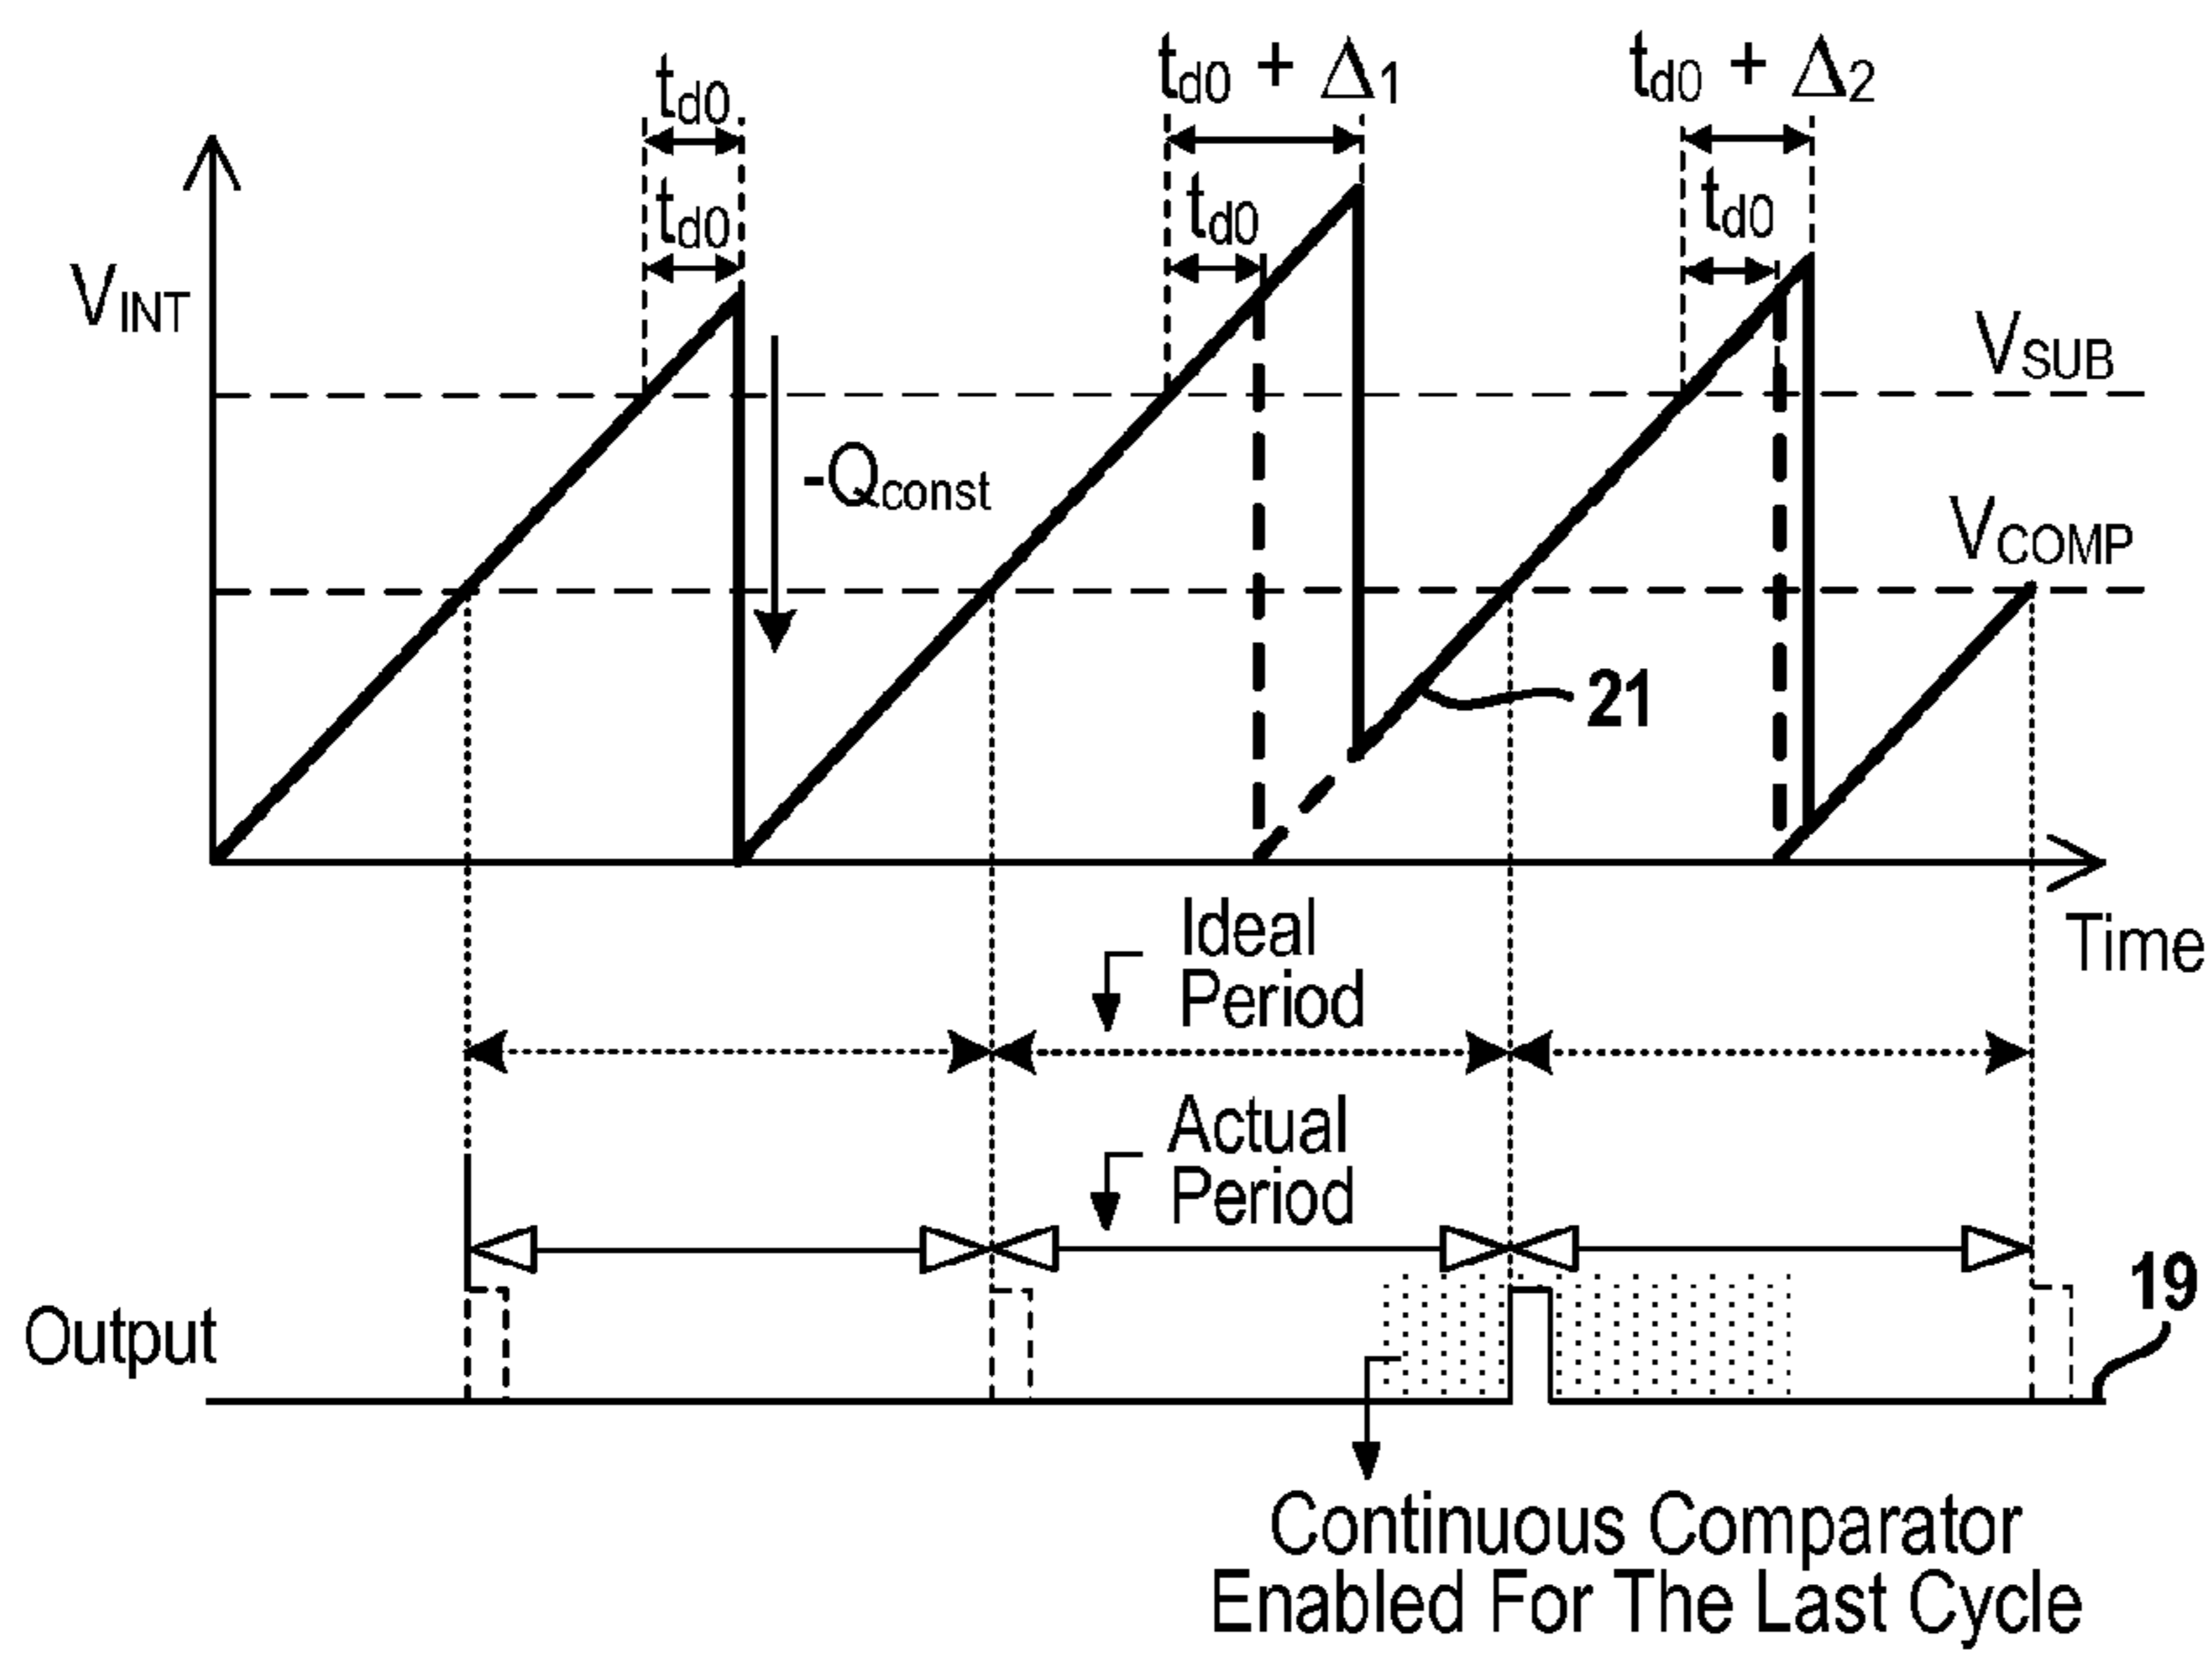 td0
td0 + Δ1
td0 + Δ2
td0
td0
td0
VINT
VSUB
-Qconst
VCOMP
21
Ideal
Period
Time
Actual
Period
Output
19
Continuous Comparator
Enabled For The Last Cycle